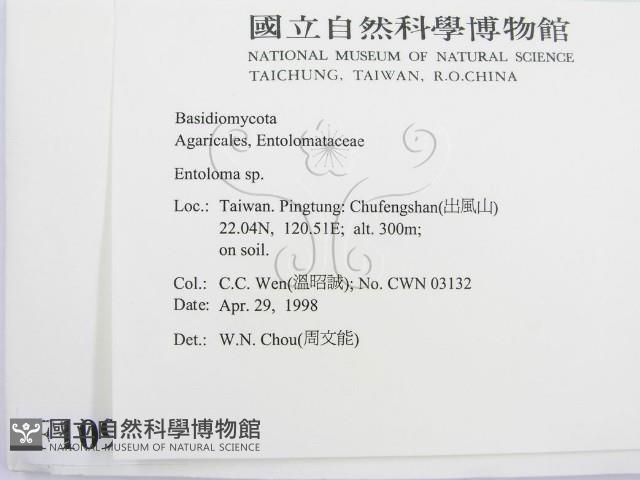 國立自然科學博物館
NATIONAL MUSEUM OF NATURAL SCIENCE
TAICHUNG, TAIWAN, R.O.CHINA
Basidiomycota
Agaricales, Entolomataceae
Entoloma sp.
Loc.: Taiwan. Pingtung: Chufengshan(出風山)
22.04N, 120.51E; alt. 300m;
on soil.
Col.: C.C. Wen(溫昭誠); No. CWN 03132
Date: Apr. 29, 1998
Det.: W.N. Chou(周文能)
國立自然科學博物館
NATIONAL MUSEUM OF NATURAL SCIENCE